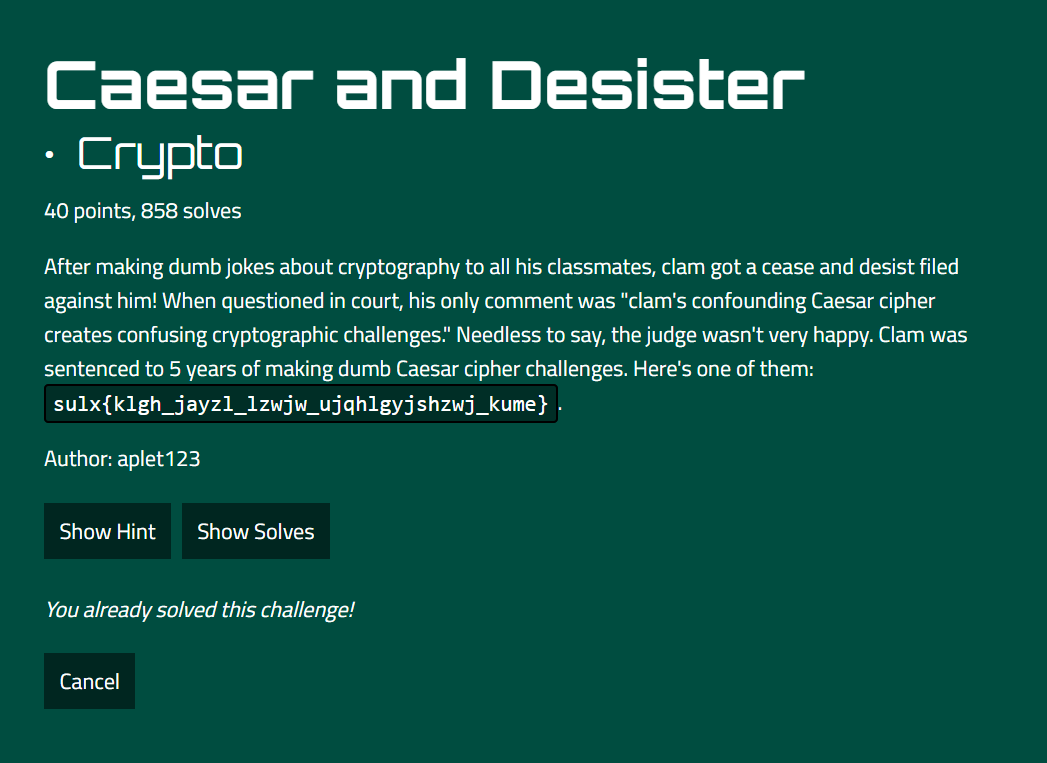 Caesar and Desister
• Crypto
40 points, 858 solves
After making dumb jokes about cryptography to all his classmates, clam got a cease and desist filed
against him! When questioned in court, his only comment was "clam's confounding Caesar cipher
creates confusing cryptographic challenges." Needless to say, the judge wasn't very happy. Clam was
sentenced to 5 years of making dumb Caesar cipher challenges. Here's one of them:
sulx{klgh_jayzl_lzwjw_ujqhlgyjshzwj_kume}.
Author: aplet123
Show Hint Show Solves
You already solved this challenge!
Cancel